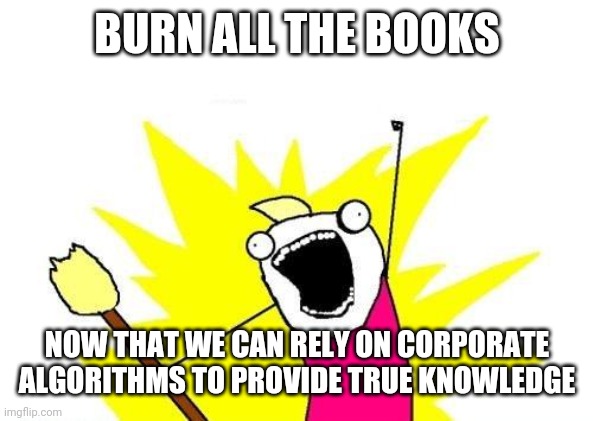 BURN ALL THE BOOKS
NOW THAT WE CAN RELY ON CORPORATE
ALGORITHMS TO PROVIDE TRUE KNOWLEDGE
imgflip.com